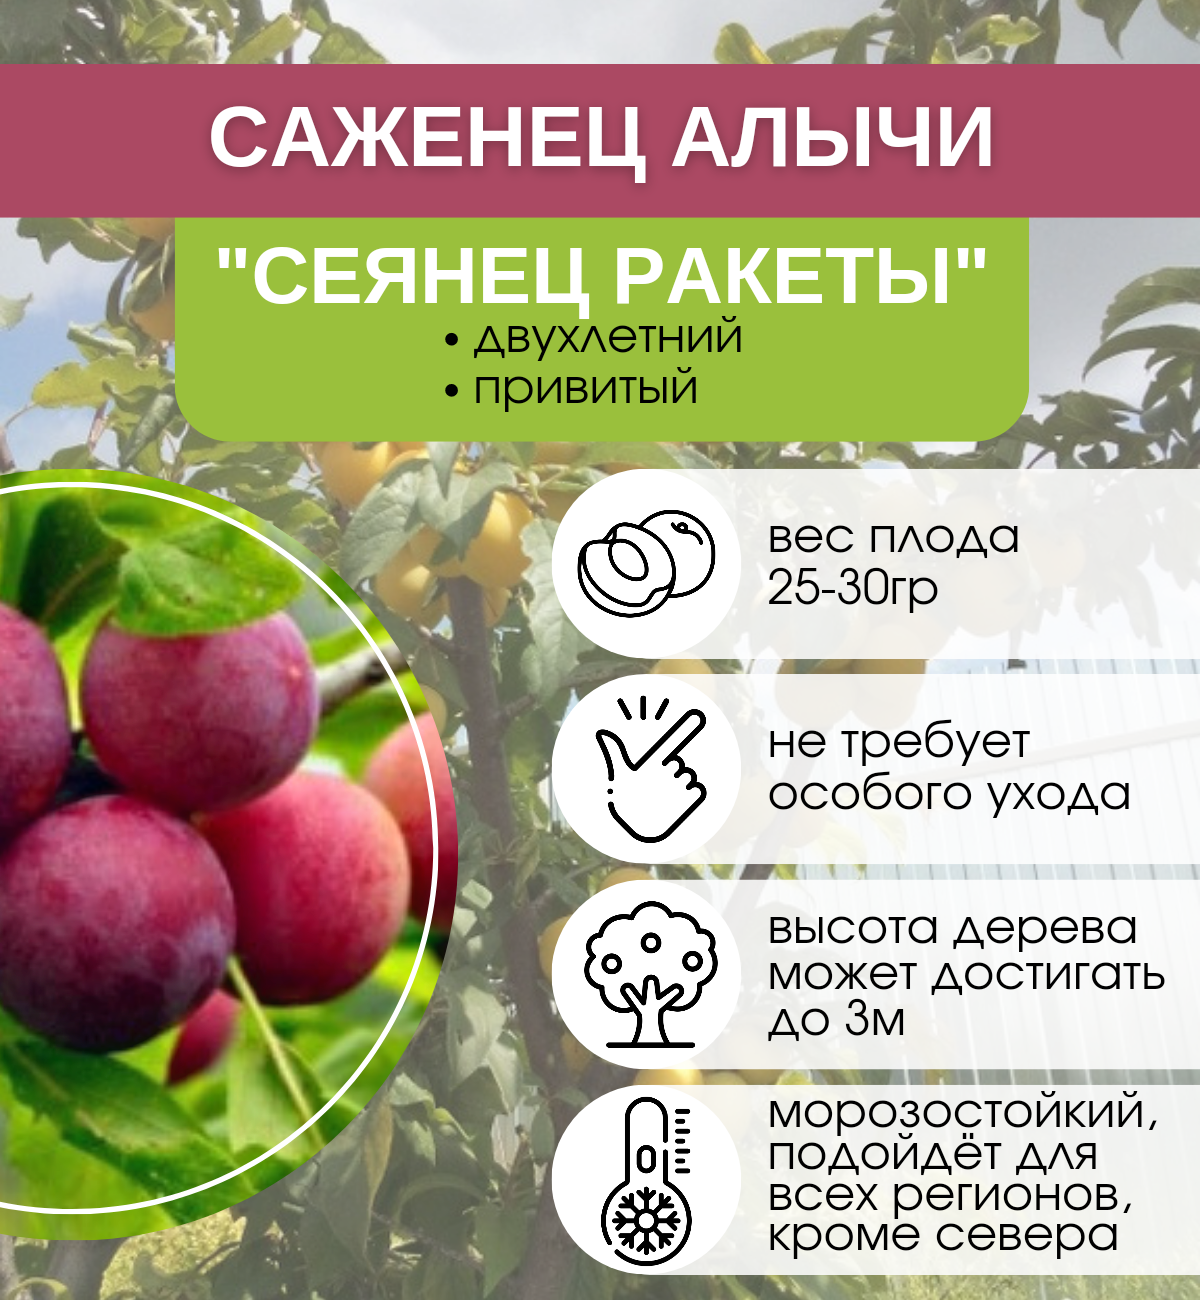 САЖЕНЕЦ АЛЫЧИ
"СЕЯНЕЦ РАКЕТЫ"
• двухлетний
• привитый
вес плода
25-30гр
не требует
особого ухода
высота дерева
может достигать
до 3м
морозостойкий,
подойдёт для
всех регионов,
кроме севера